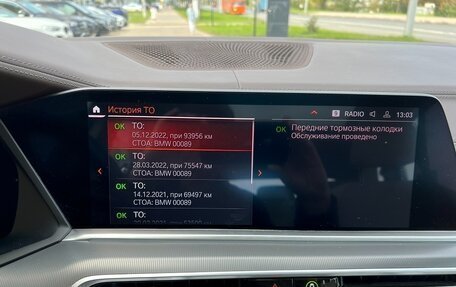 История ТО
S RADIO 13:03
OK ТО:
05.12.2022, при 93956 км
СТОА: BMW 00089
OK ТО:
28.03.2022, при 75547 км
СТОА: BMW 00089
OK ТО:
14.12.2021, при 69497 км
СТОА: BMW 00089
OK ТО:
OK Передние тормозные колодки
Обслуживание проведено